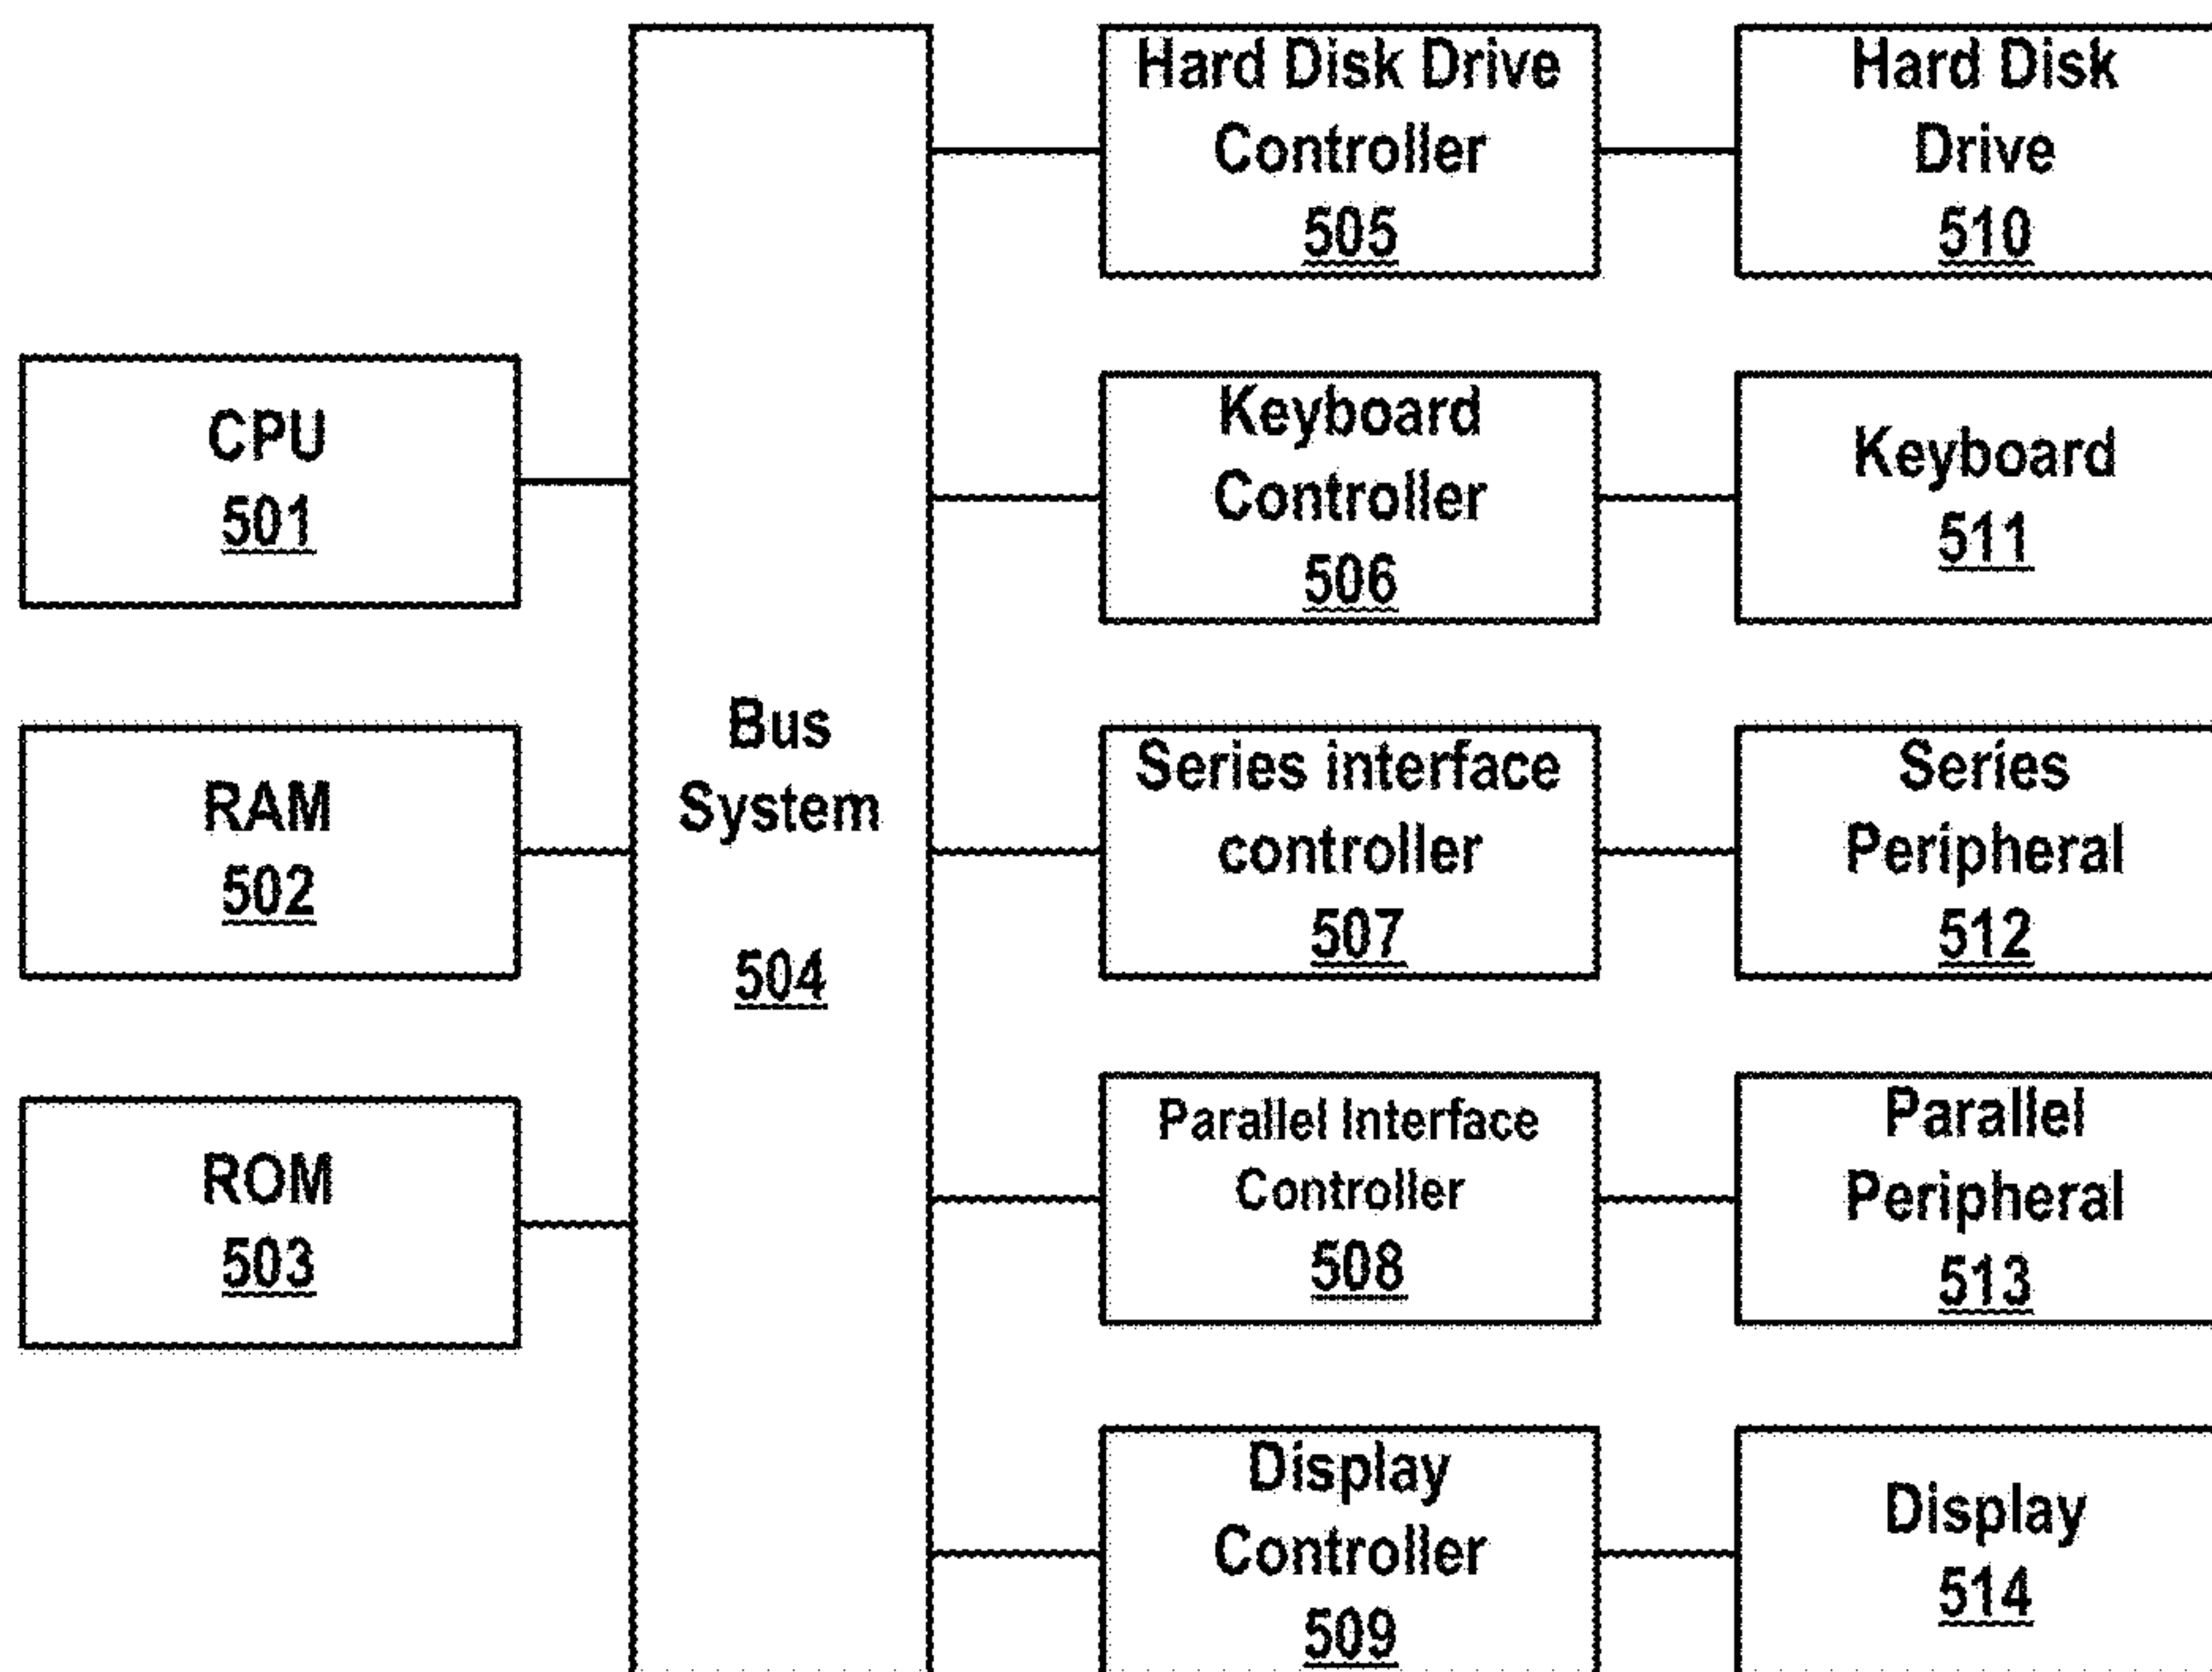 CPU
501
RAM
502
ROM
503
Bus
System
504
Hard Disk Drive
Controller
505
Hard Disk
Drive
510
Keyboard
Controller
506
Keyboard
511
Series interface
controller
507
Series
Peripheral
512
Parallel Interface
Controller
508
Parallel
Peripheral
513
Display
Controller
509
Display
514